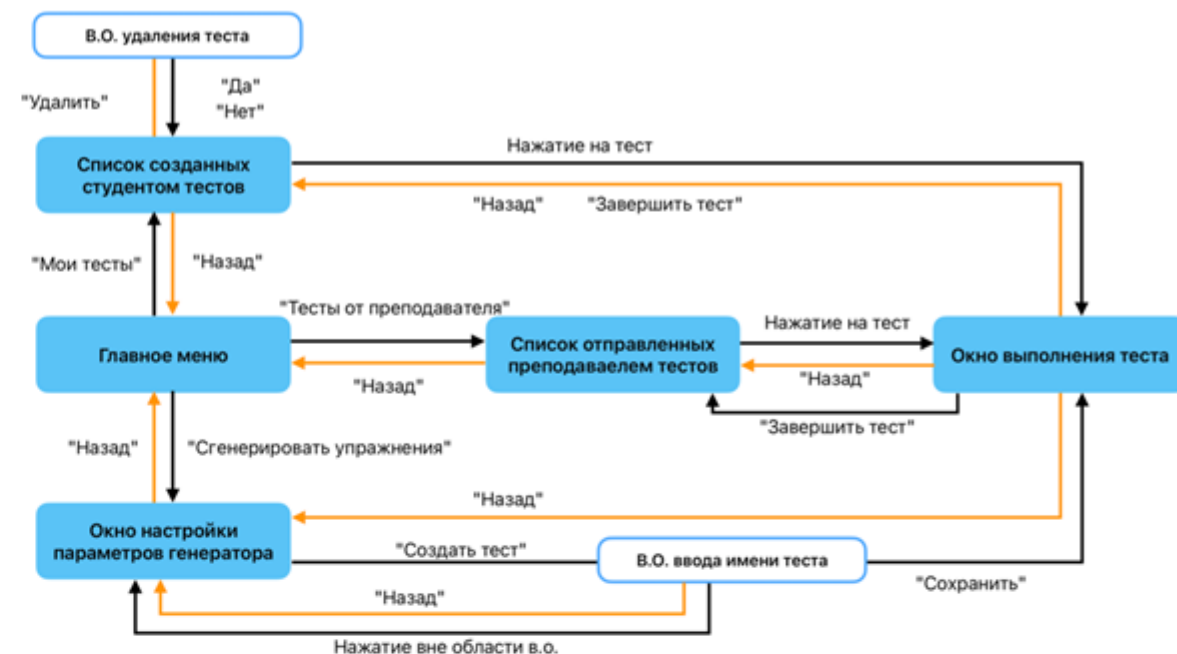 В.О. удаления теста
"Удалить"
"Да"
"Нет"
Список созданных
студентом тестов
Нажатие на тест
"Назад"
"Завершить тест"
"Мои тесты"
"Назад"
"Тесты от преподавателя"
Главное меню
"Назад"
Список отправленных
преподаваелем тестов
Нажатие на тест
"Назад"
"Завершить тест"
Окно выполнения теста
"Назад"
"Сгенерировать упражнения"
"Назад"
Окно настройки
параметров генератора
"Создать тест"
В.О. ввода имени теста
"Сохранить"
"Назад"
Нажатие вне области в.о.